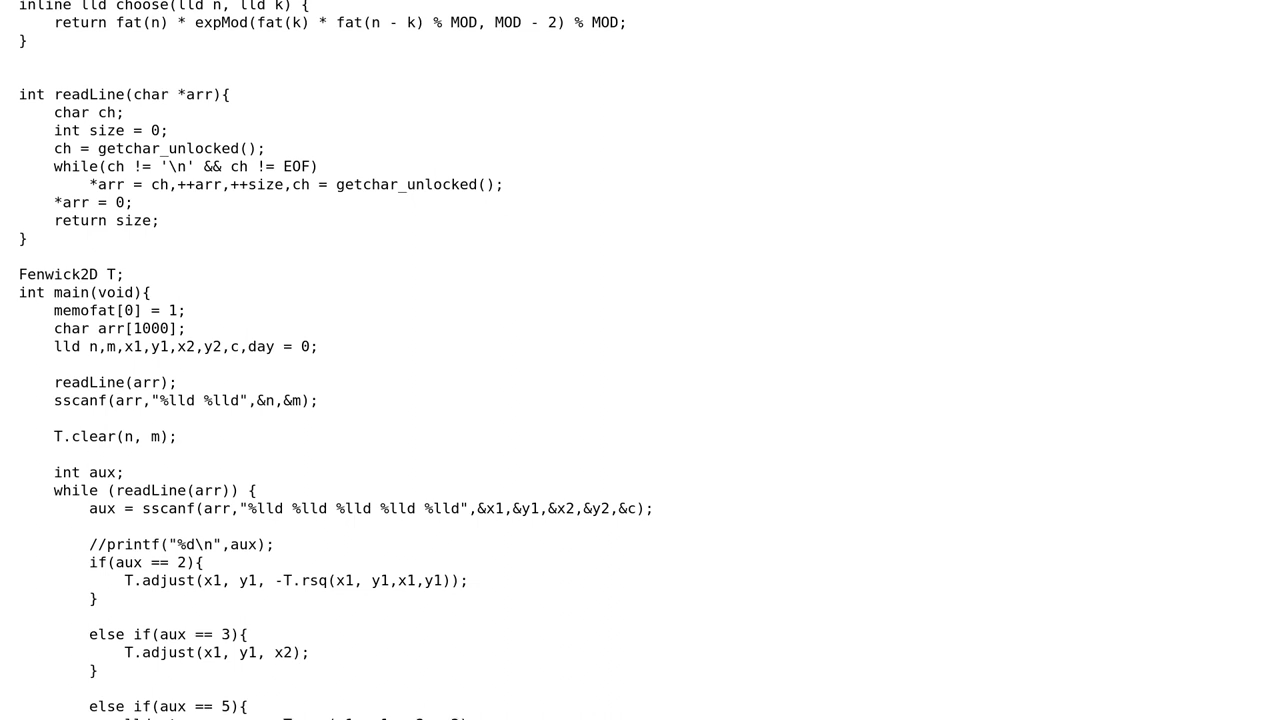 inline lld choose(lld n, lld k) {
    return fat(n) * expMod(fat(k) * fat(n - k) % MOD, MOD - 2) % MOD;
}
int readLine(char *arr){
    char ch;
    int size = 0;
    ch = getchar_unlocked();
    while(ch != '\n' && ch != EOF)
        *arr = ch,++arr,++size,ch = getchar_unlocked();
    *arr = 0;
    return size;
}
Fenwick2D T;
int main(void){
    memofat[0] = 1;
    char arr[1000];
    lld n,m,x1,y1,x2,y2,c,day = 0;
    readLine(arr);
    sscanf(arr,"%lld %lld",&n,&m);
    T.clear(n, m);
    int aux;
    while (readLine(arr)) {
        aux = sscanf(arr,"%lld %lld %lld %lld %lld",&x1,&y1,&x2,&y2,&c);
        //printf("%d\n",aux);
        if(aux == 2){
            T.adjust(x1, y1, -T.rsq(x1, y1,x1,y1));
        }
        else if(aux == 3){
            T.adjust(x1, y1, x2);
        }
        else if(aux == 5){